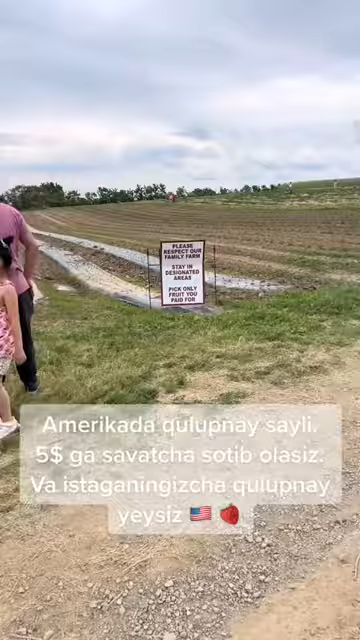 PLEASE
RESPECT OUR
FAMILY FARM
STAY IN
DESIGNATED
AREAS
PICK ONLY
FRUIT YOU
PAID FOR
Amerikada qulupnay sayli.
5$ ga savatcha sotib olasiz.
Va istaganingizcha qulupnay
yeysiz 🇺🇸 🍓